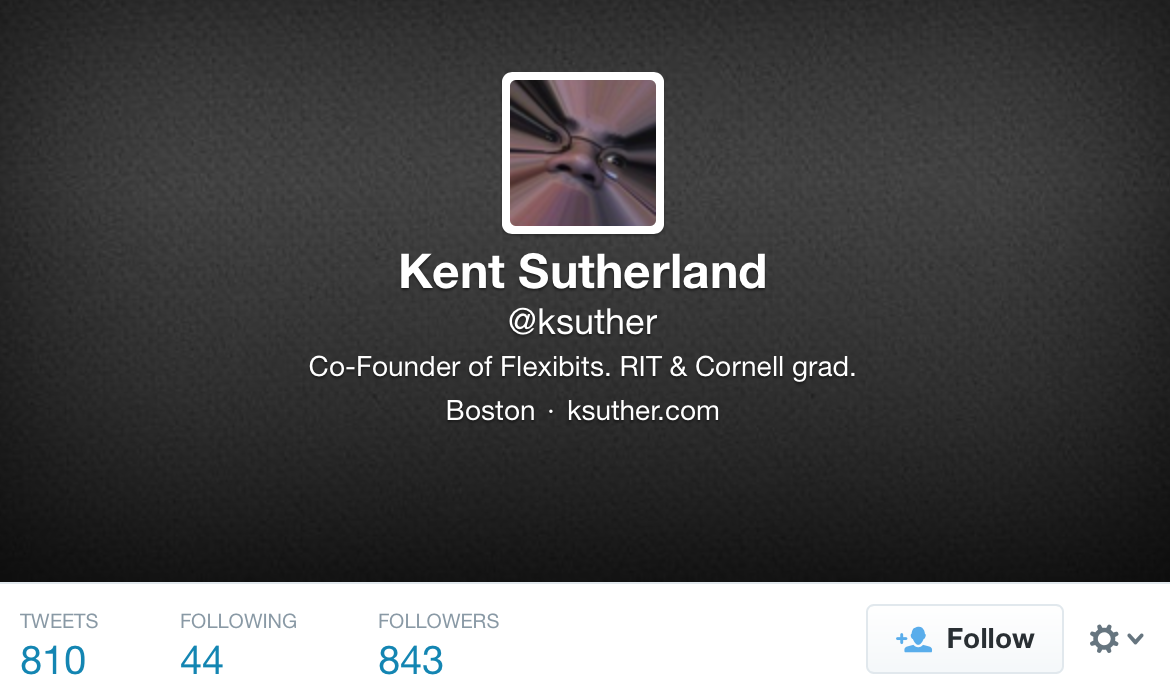 Kent Sutherland
@ksuther
Co-Founder of Flexibits. RIT & Cornell grad.
Boston · ksuther.com
TWEETS FOLLOWING FOLLOWERS
810 44 843
Follow